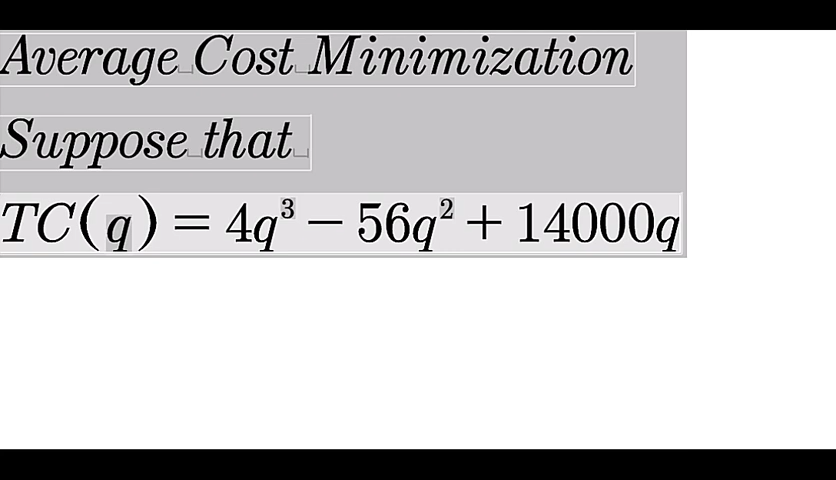 Average Cost Minimization
Suppose that
TC(q) = 4q³ − 56q² + 14000q